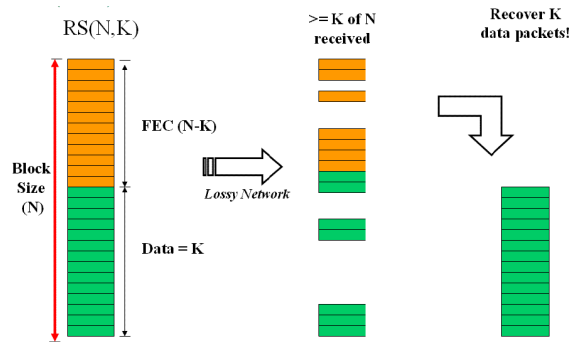 RS(N,K)
>= K of N
received
Recover K
data packets!
FEC (N-K)
Block
Size
(N)
Lossy Network
Data = K